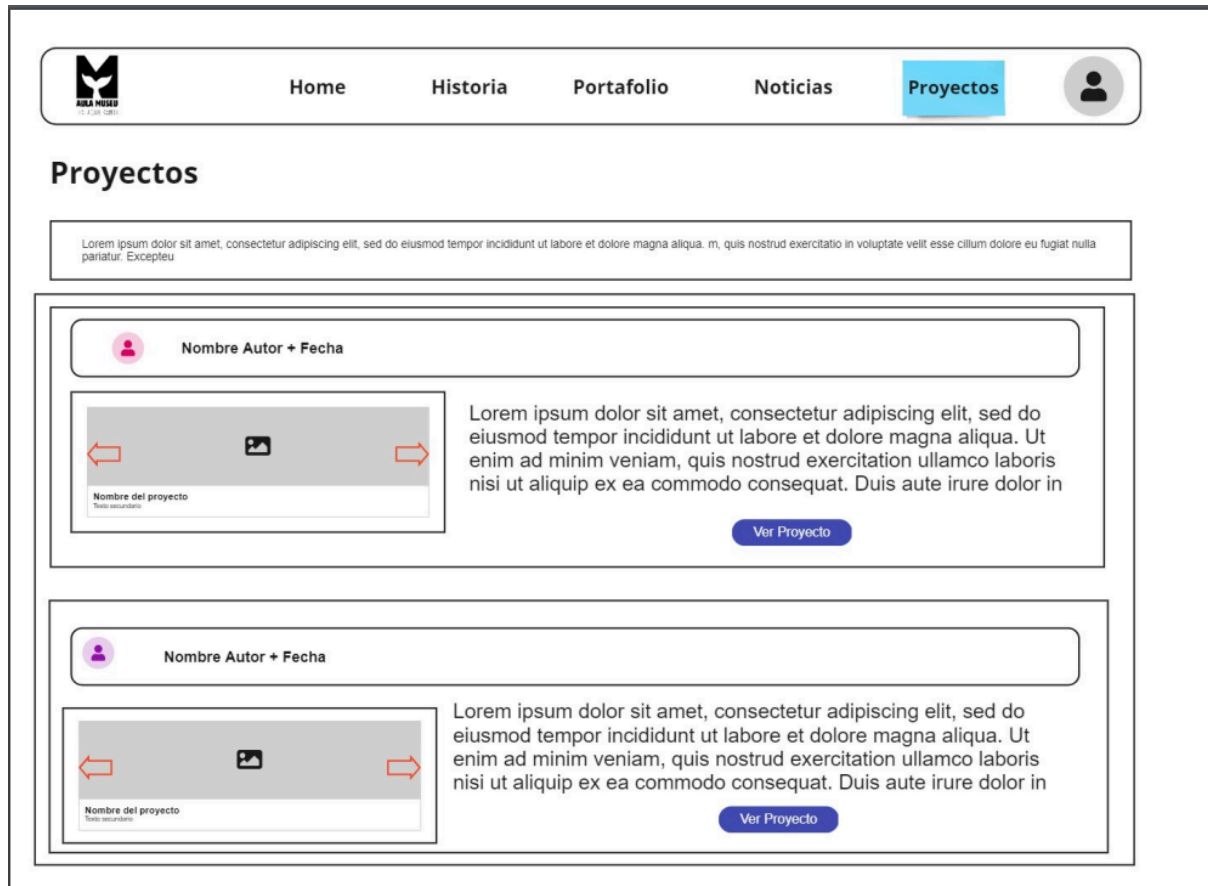 AULA MUSEU
Home
Historia
Portafolio
Noticias
Proyectos
Proyectos
Lorem ipsum dolor sit amet, consectetur adipiscing elit, sed do eiusmod tempor incididunt ut labore et dolore magna aliqua. m, quis nostrud exercitatio in voluptate velit esse cillum dolore eu fugiat nulla
pariatur. Excepteu
Nombre Autor + Fecha
Nombre del proyecto
Texto secundario
Lorem ipsum dolor sit amet, consectetur adipiscing elit, sed do
eiusmod tempor incididunt ut labore et dolore magna aliqua. Ut
enim ad minim veniam, quis nostrud exercitation ullamco laboris
nisi ut aliquip ex ea commodo consequat. Duis aute irure dolor in
Ver Proyecto
Nombre Autor + Fecha
Nombre del proyecto
Texto secundario
Lorem ipsum dolor sit amet, consectetur adipiscing elit, sed do
eiusmod tempor incididunt ut labore et dolore magna aliqua. Ut
enim ad minim veniam, quis nostrud exercitation ullamco laboris
nisi ut aliquip ex ea commodo consequat. Duis aute irure dolor in
Ver Proyecto